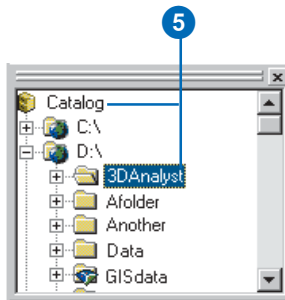 5
Catalog
C:\
D:\
3DAnalyst
Afolder
Another
Data
GISdata